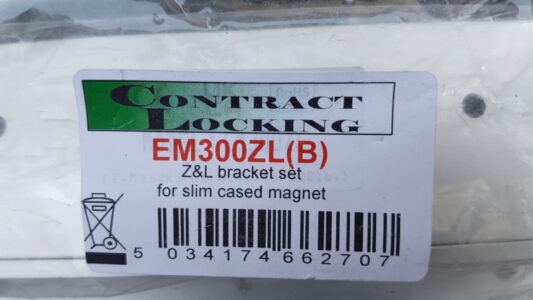 CONTRACT
LOCKING
EM300ZL(B)
Z&L bracket set
for slim cased magnet
5 034174 662707